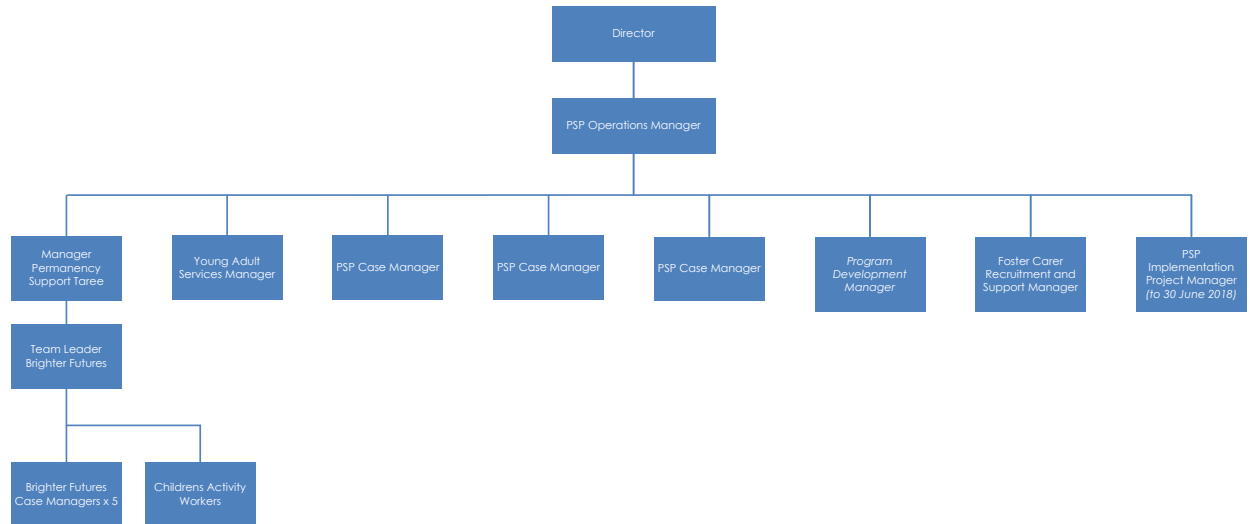 Director
PSP Operations Manager
Manager
Permanency
Support Taree
Young Adult
Services Manager
PSP Case Manager
PSP Case Manager
PSP Case Manager
Program
Development
Manager
Foster Carer
Recruitment and
Support Manager
PSP
Implementation
Project Manager
(to 30 June 2018)
Team Leader
Brighter Futures
Brighter Futures
Case Managers x 5
Childrens Activity
Workers